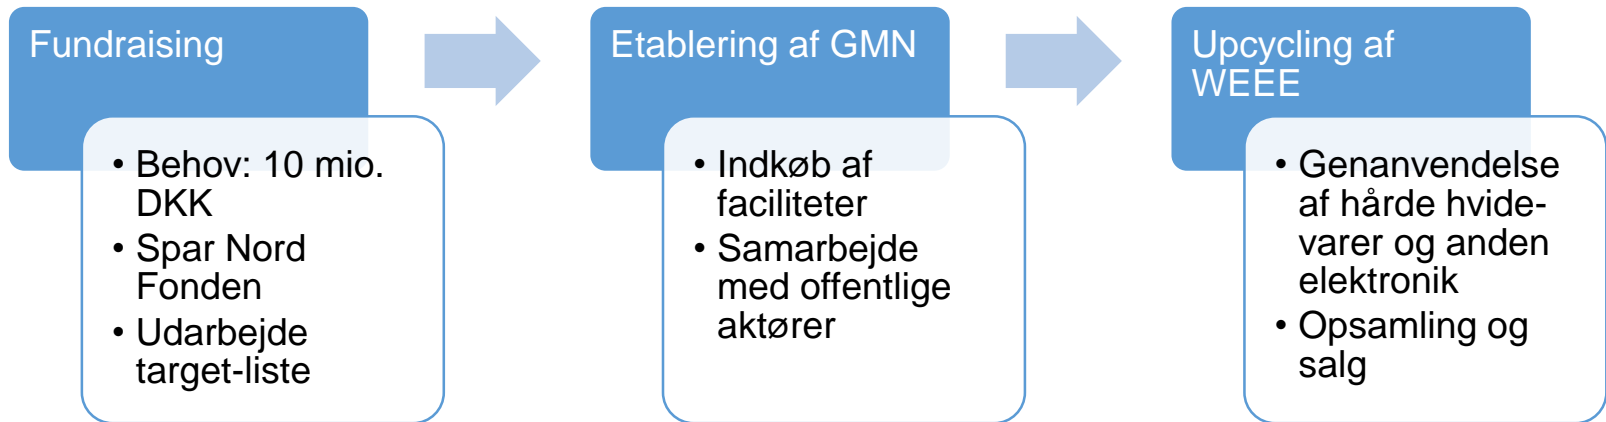 Fundraising
• Behov: 10 mio.
DKK
• Spar Nord
Fonden
• Udarbejde
target-liste
Etablering af GMN
• Indkøb af
faciliteter
• Samarbejde
med offentlige
aktører
Upcycling af
WEEE
• Genanvendelse
af hårde hvide-
varer og anden
elektronik
• Opsamling og
salg